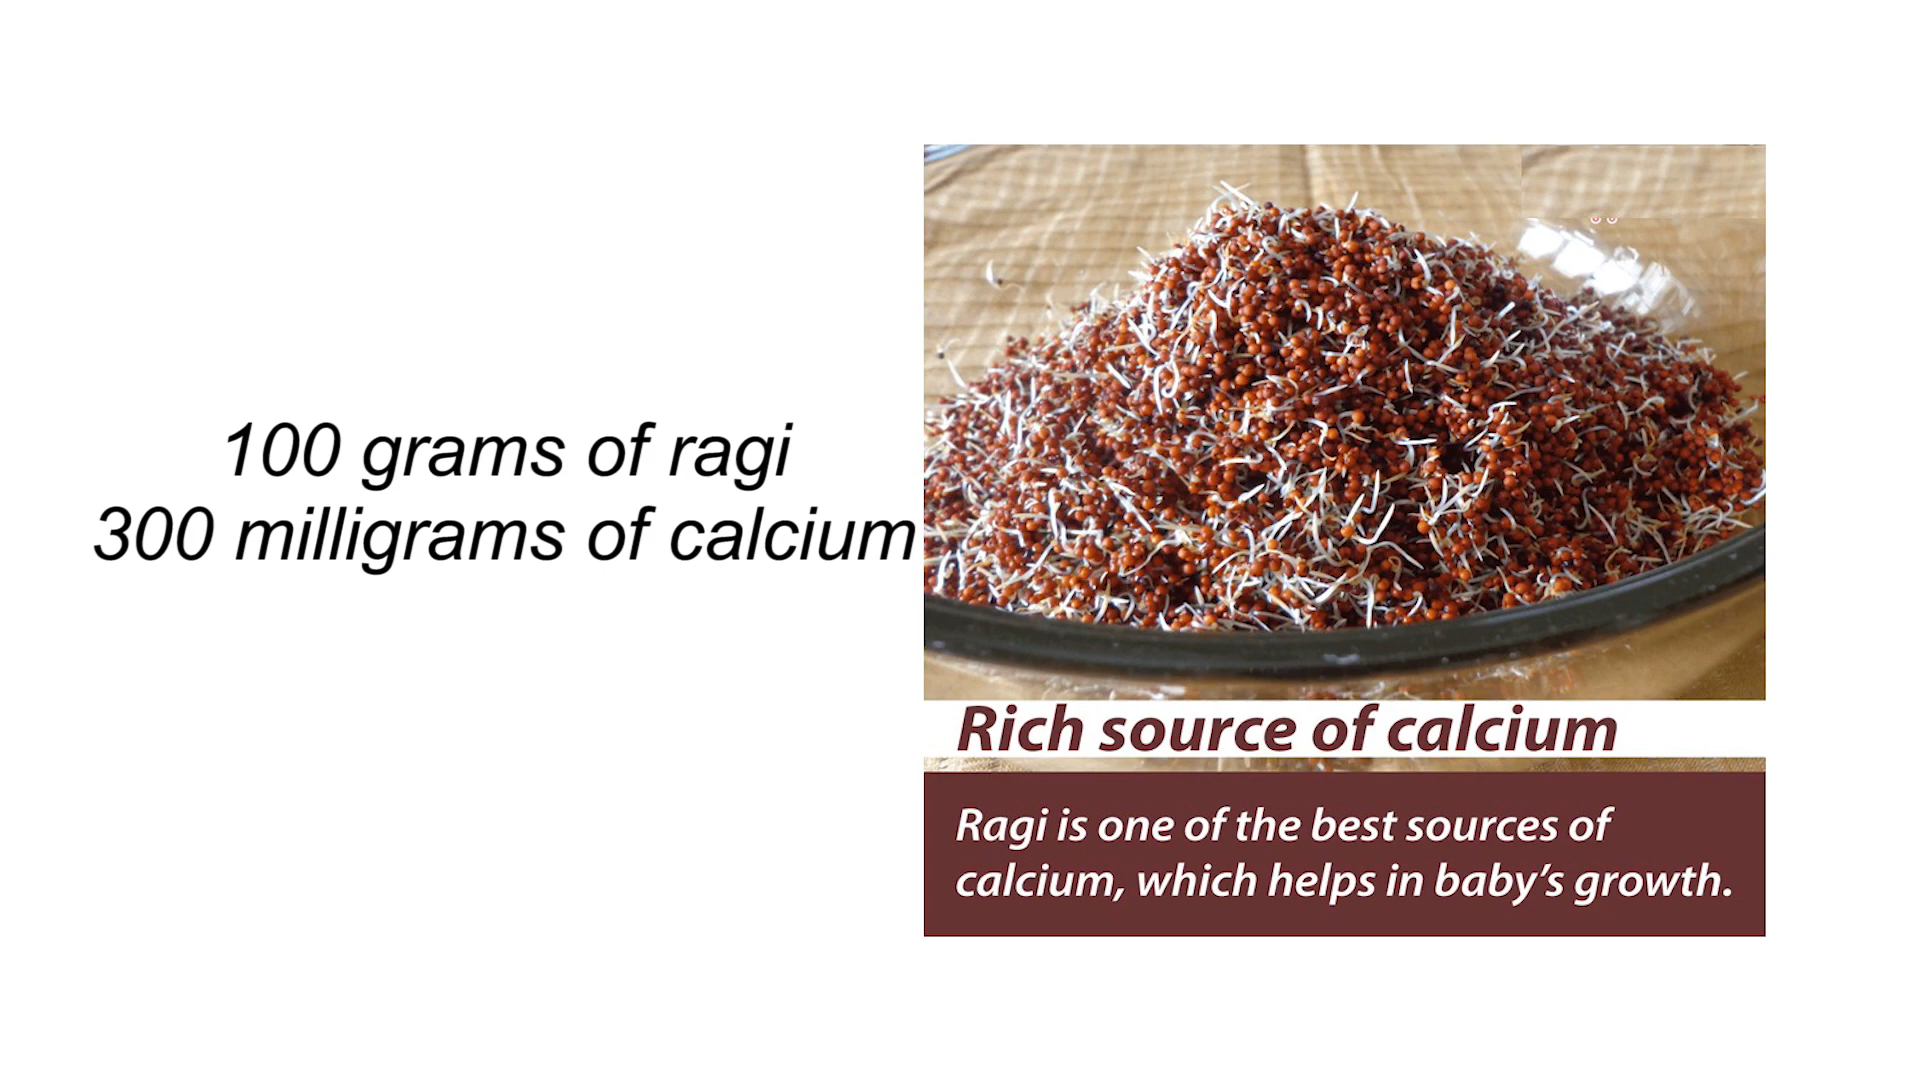 100 grams of ragi
300 milligrams of calcium
Rich source of calcium
Ragi is one of the best sources of
calcium, which helps in baby’s growth.